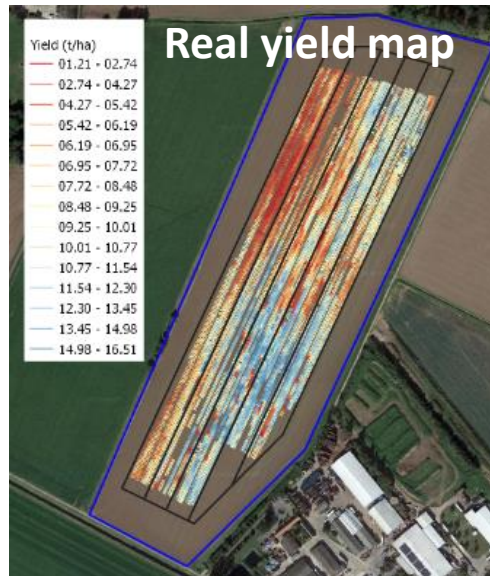 Real yield map
Yield (t/ha)
01.21 - 02.74
02.74 - 04.27
04.27 - 05.42
05.42 - 06.19
06.19 - 06.95
06.95 - 07.72
07.72 - 08.48
08.48 - 09.25
09.25 - 10.01
10.01 - 10.77
10.77 - 11.54
11.54 - 12.30
12.30 - 13.45
13.45 - 14.98
14.98 - 16.51